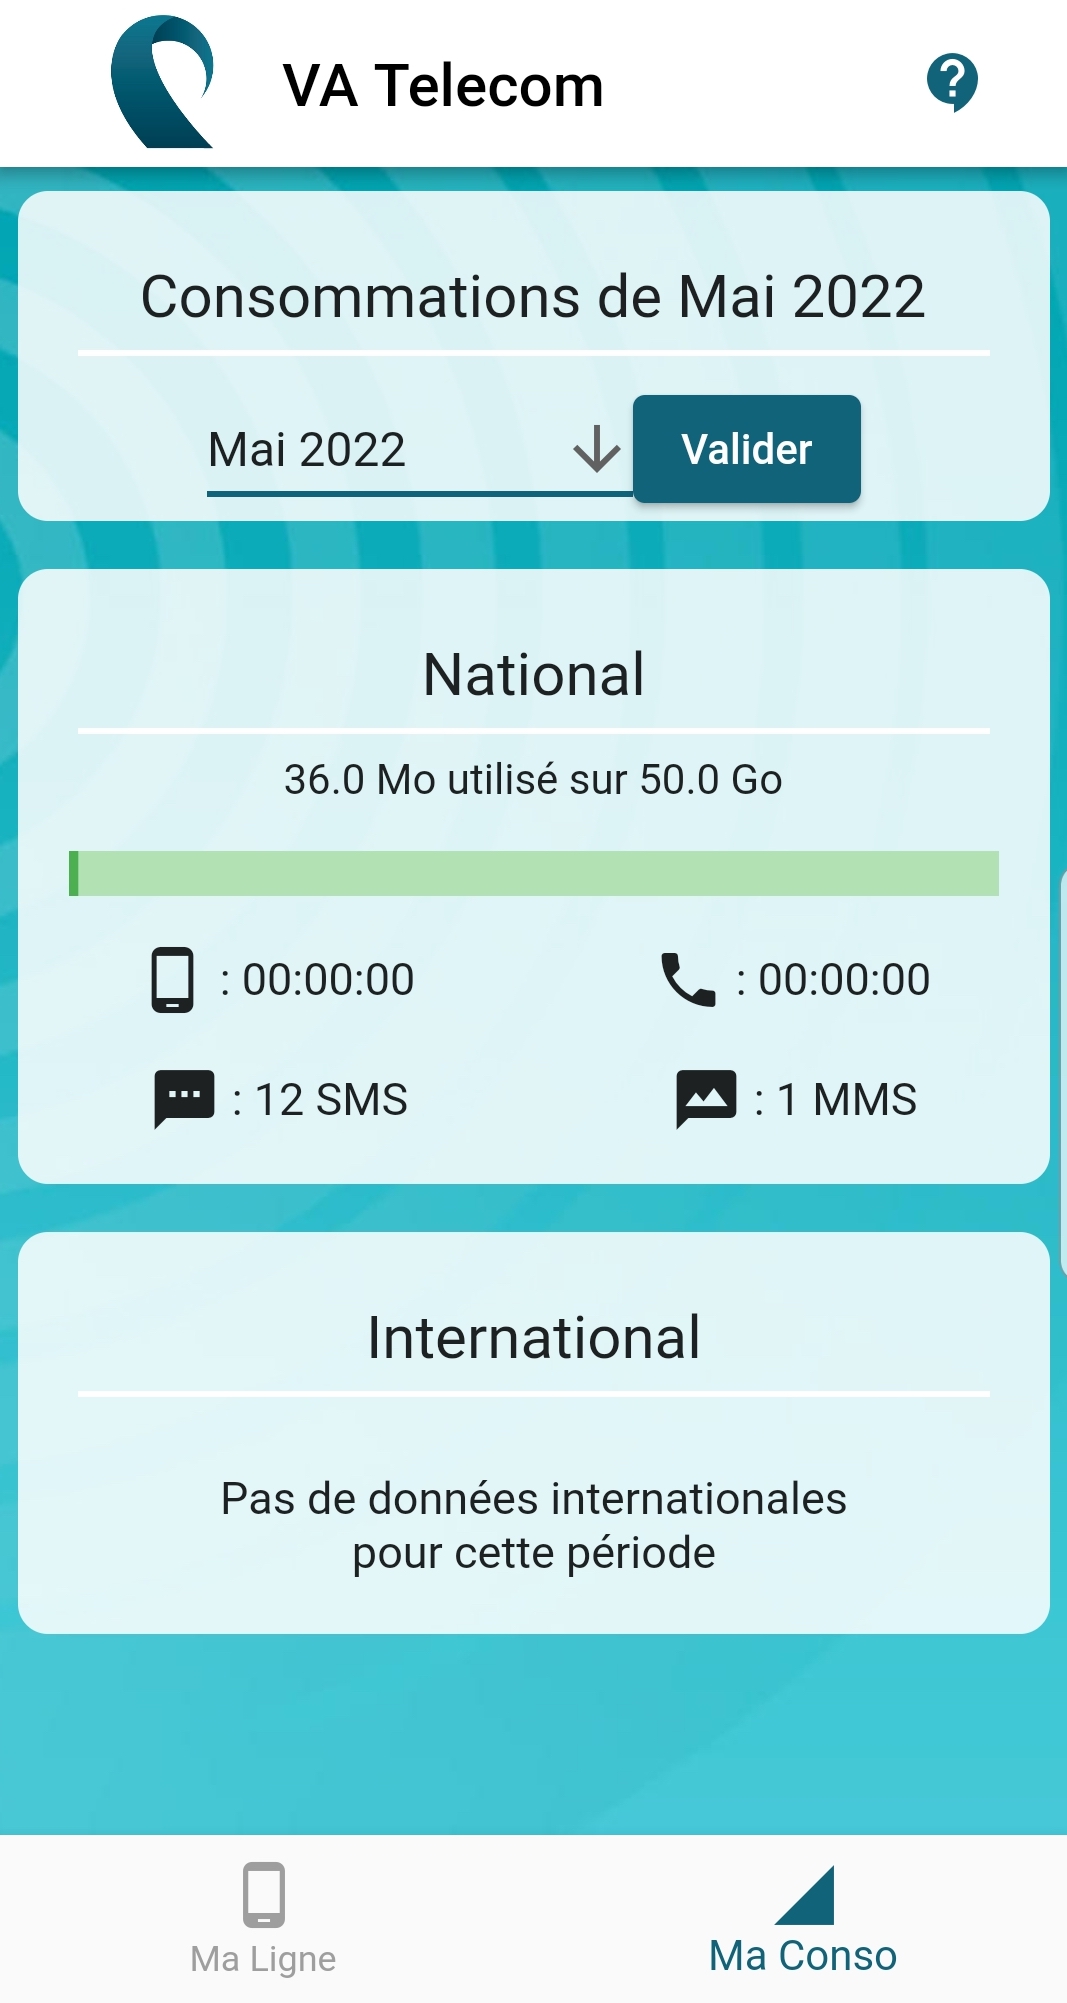 VA Telecom
Consommations de Mai 2022
Mai 2022
Valider
National
36.0 Mo utilisé sur 50.0 Go
: 00:00:00
: 00:00:00
: 12 SMS
: 1 MMS
International
Pas de données internationales
pour cette période
Ma Ligne
Ma Conso